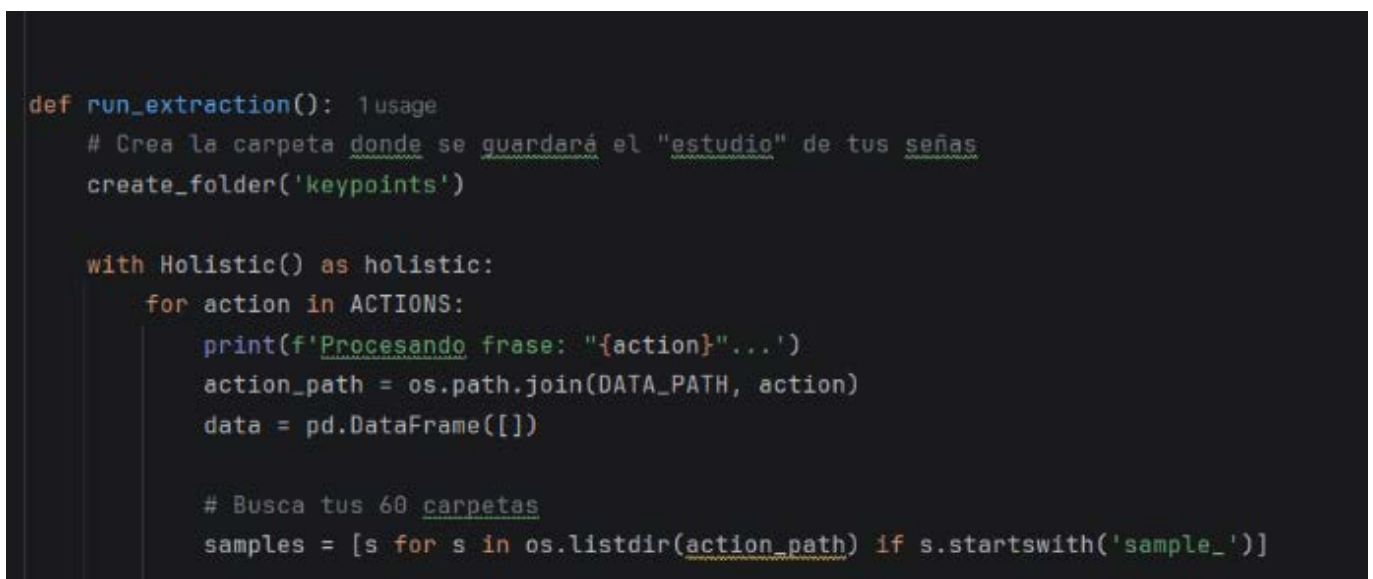 def run_extraction():  1 usage
    # Crea la carpeta donde se guardará el "estudio" de tus señas
    create_folder('keypoints')
    with Holistic() as holistic:
        for action in ACTIONS:
            print(f'Procesando frase: "{action}"...')
            action_path = os.path.join(DATA_PATH, action)
            data = pd.DataFrame([])
            # Busca tus 60 carpetas
            samples = [s for s in os.listdir(action_path) if s.startswith('sample_')]